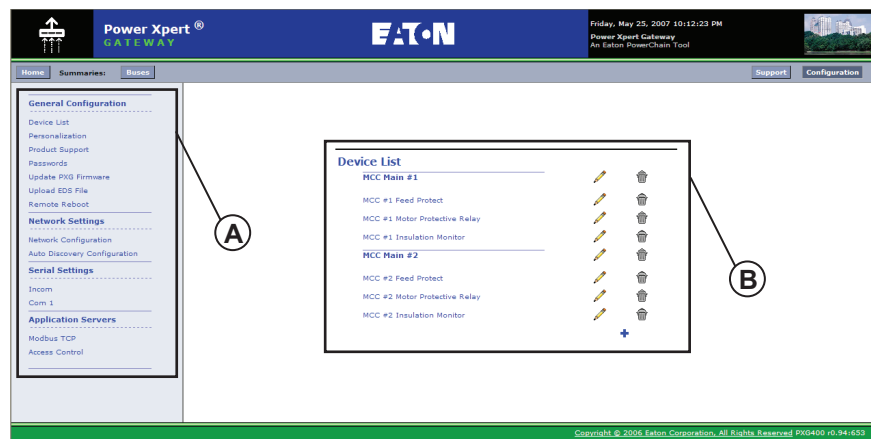 Power Xpert ®
GATEWAY
EATON
Friday, May 25, 2007 10:12:23 PM
Power Xpert Gateway
An Eaton PowerChain Tool
Home Summaries: Buses Support Configuration
General Configuration
Device List
Personalization
Product Support
Passwords
Update PXG Firmware
Upload EDS File
Remote Reboot
Network Settings
Network Configuration
Auto Discovery Configuration
Serial Settings
Incom
Com 1
Application Servers
Modbus TCP
Access Control
A
Device List
MCC Main #1
MCC #1 Feed Protect
MCC #1 Motor Protective Relay
MCC #1 Insulation Monitor
MCC Main #2
MCC #2 Feed Protect
MCC #2 Motor Protective Relay
MCC #2 Insulation Monitor
B
Copyright © 2006 Eaton Corporation, All Rights Reserved PXG400 r0.94:653